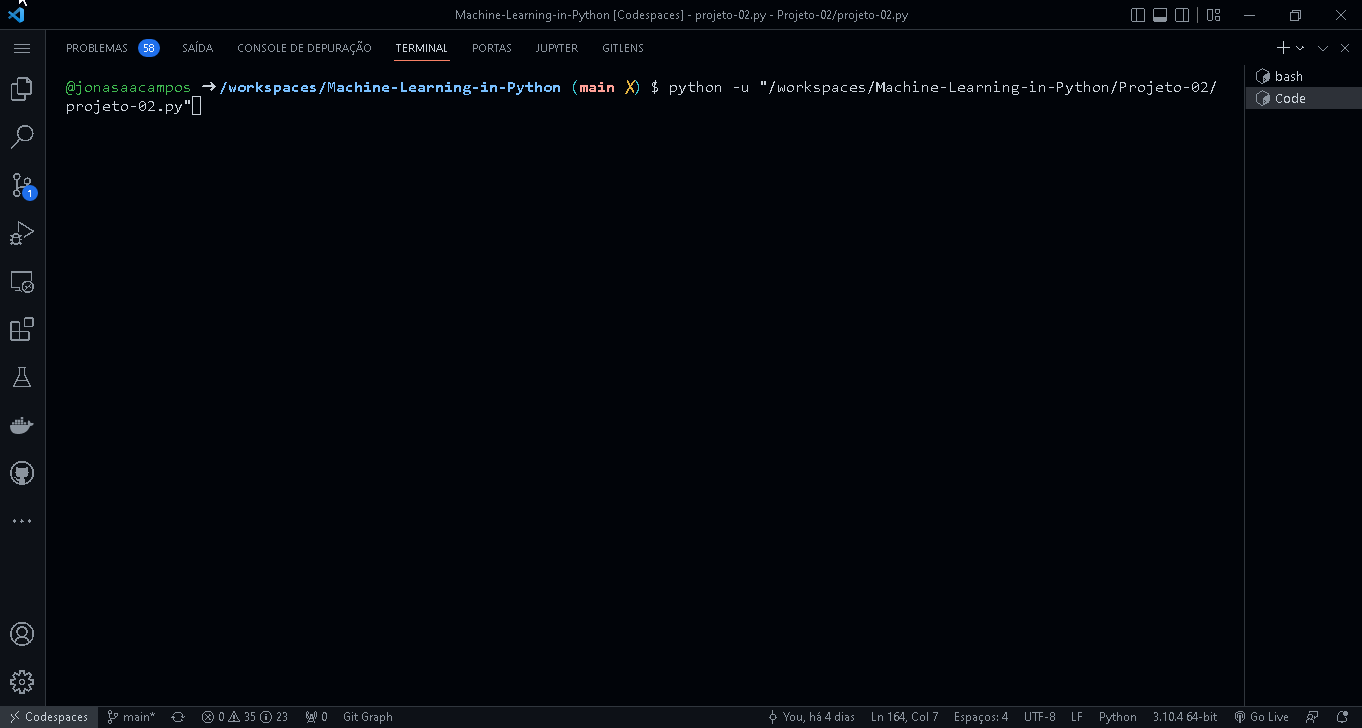 Machine-Learning-in-Python [Codespaces] - projeto-02.py - Projeto-02/projeto-02.py
PROBLEMAS 58 SAÍDA CONSOLE DE DEPURAÇÃO TERMINAL PORTAS JUPYTER GITLENS
@jonasaacampos ➜/workspaces/Machine-Learning-in-Python (main ✗) $ python -u "/workspaces/Machine-Learning-in-Python/Projeto-02/
projeto-02.py"
bash
Code
1
Codespaces main* 0 35 23 0 Git Graph You, há 4 dias Ln 164, Col 7 Espaços: 4 UTF-8 LF Python 3.10.4 64-bit Go Live